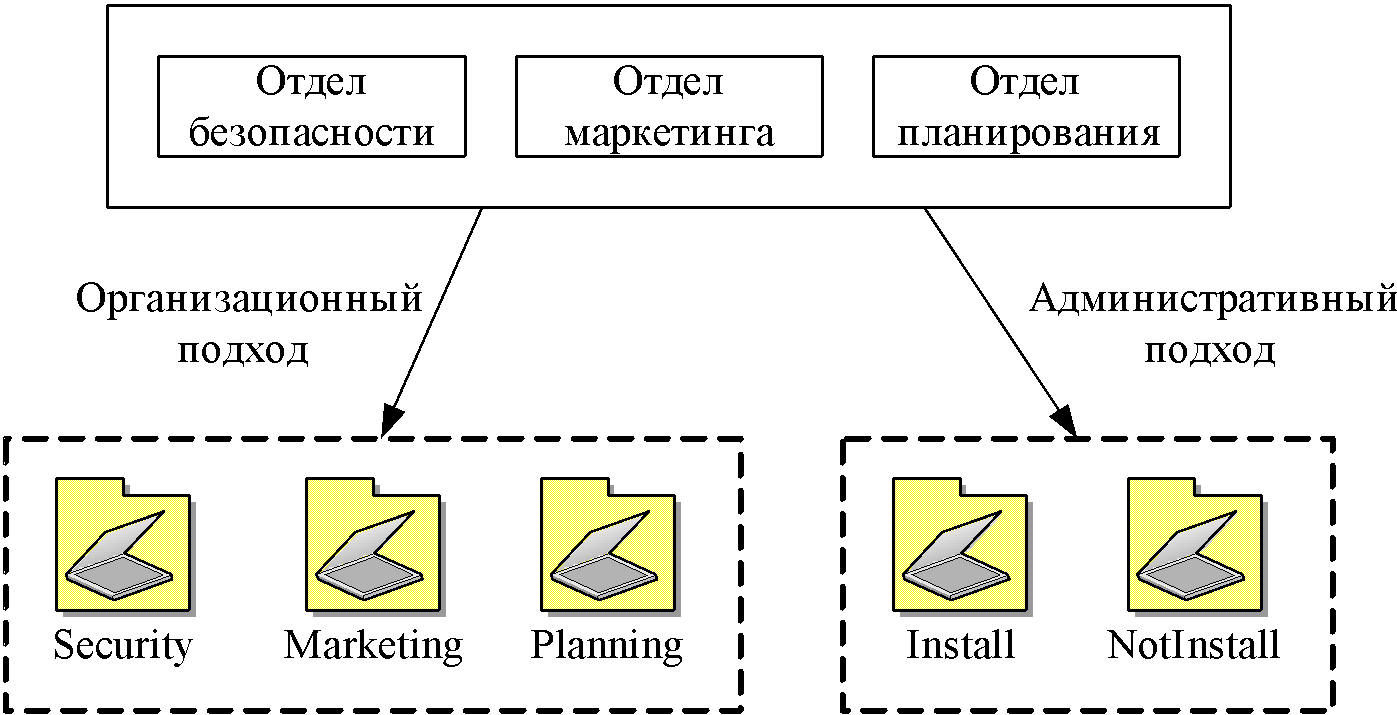 Отдел
безопасности
Отдел
маркетинга
Отдел
планирования
Организационный
подход
Административный
подход
Security
Marketing
Planning
Install
NotInstall